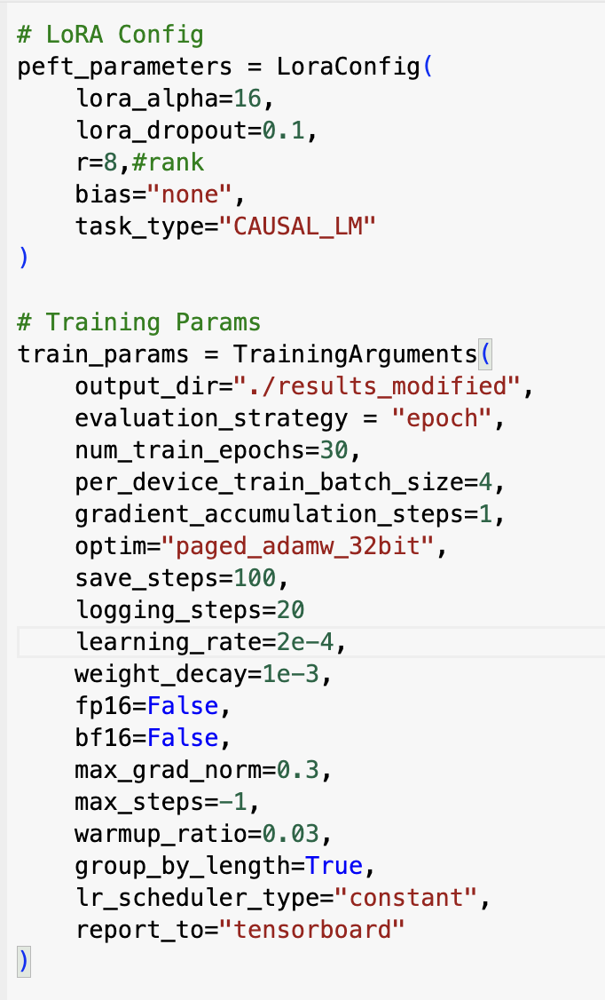 # LoRA Config
peft_parameters = LoraConfig(
    lora_alpha=16,
    lora_dropout=0.1,
    r=8,#rank
    bias="none",
    task_type="CAUSAL_LM"
)

# Training Params
train_params = TrainingArguments(
    output_dir="./results_modified",
    evaluation_strategy = "epoch",
    num_train_epochs=30,
    per_device_train_batch_size=4,
    gradient_accumulation_steps=1,
    optim="paged_adamw_32bit",
    save_steps=100,
    logging_steps=20
    learning_rate=2e-4,
    weight_decay=1e-3,
    fp16=False,
    bf16=False,
    max_grad_norm=0.3,
    max_steps=-1,
    warmup_ratio=0.03,
    group_by_length=True,
    lr_scheduler_type="constant",
    report_to="tensorboard"
)